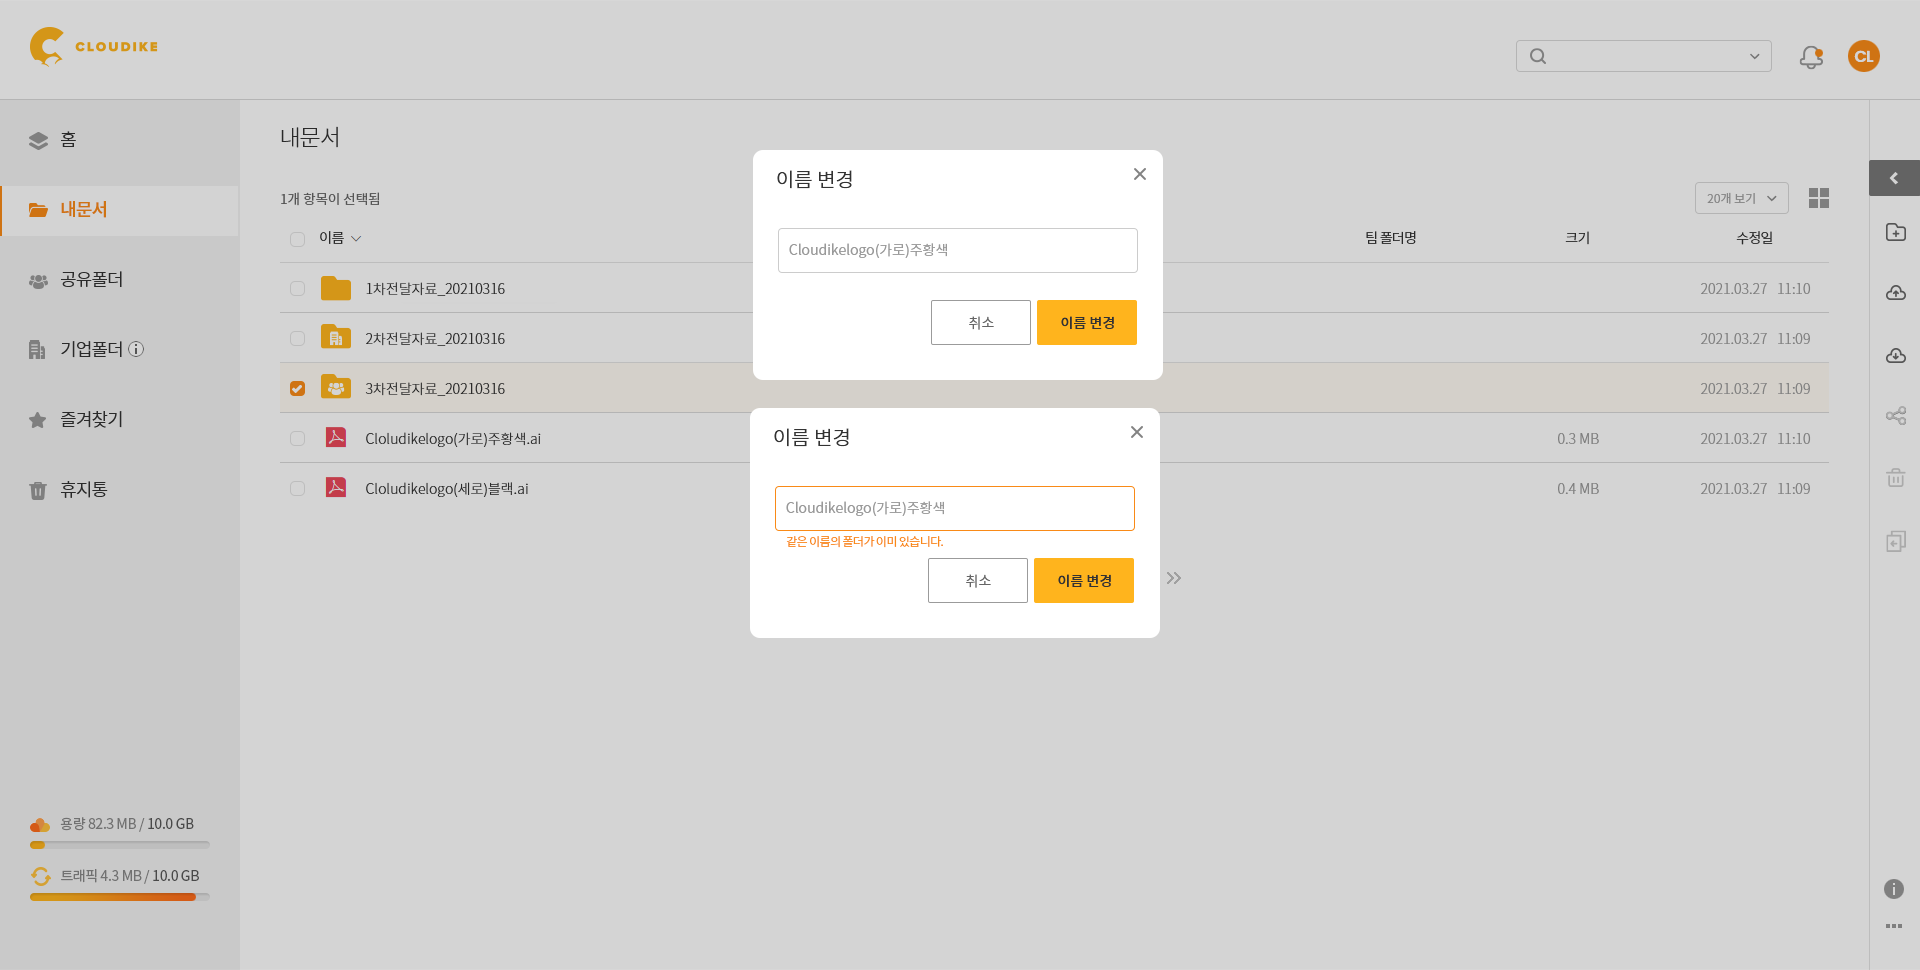 CLOUDIKE
CL
홈
내문서
공유폴더
기업폴더
즐겨찾기
휴지통
용량 82.3 MB / 10.0 GB
트래픽 4.3 MB / 10.0 GB
내문서
1개 항목이 선택됨
20개 보기
이름 팀 폴더명 크기 수정일
1차전달자료_20210316 2021.03.27 11:10
2차전달자료_20210316 2021.03.27 11:09
3차전달자료_20210316 2021.03.27 11:09
Cloludikelogo(가로)주황색.ai 0.3 MB 2021.03.27 11:10
Cloludikelogo(세로)블랙.ai 0.4 MB 2021.03.27 11:09
이름 변경
Cloudikelogo(가로)주황색
취소 이름 변경
이름 변경
Cloudikelogo(가로)주황색
같은 이름의 폴더가 이미 있습니다.
취소 이름 변경